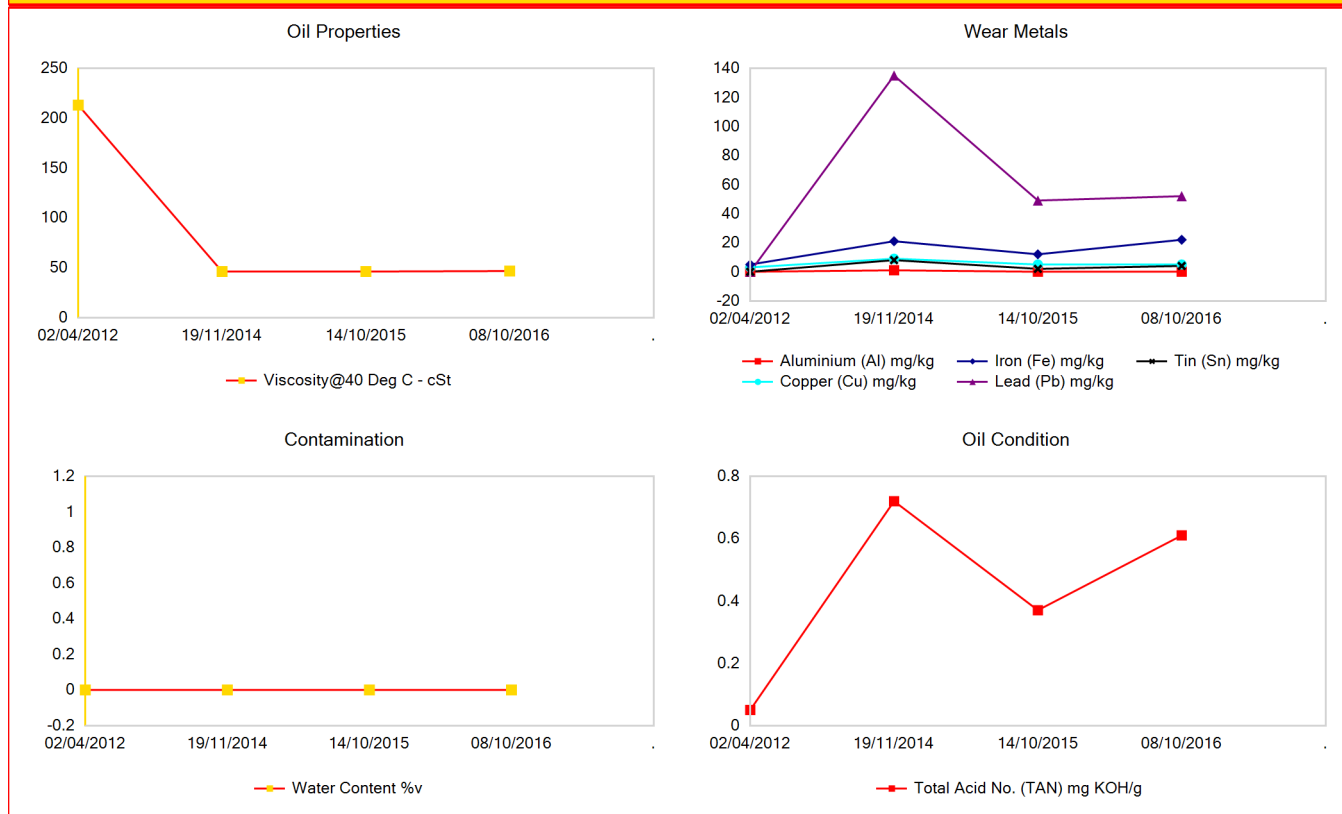 Oil Properties
250
200
150
100
50
0
02/04/2012 19/11/2014 14/10/2015 08/10/2016 .
Viscosity@40 Deg C - cSt
Wear Metals
140
120
100
80
60
40
20
0
-20
02/04/2012 19/11/2014 14/10/2015 08/10/2016 .
Aluminium (Al) mg/kg Iron (Fe) mg/kg Tin (Sn) mg/kg
Copper (Cu) mg/kg Lead (Pb) mg/kg
Contamination
1.2
1
0.8
0.6
0.4
0.2
0
-0.2
02/04/2012 19/11/2014 14/10/2015 08/10/2016 .
Water Content %v
Oil Condition
0.8
0.6
0.4
0.2
0
02/04/2012 19/11/2014 14/10/2015 08/10/2016 .
Total Acid No. (TAN) mg KOH/g